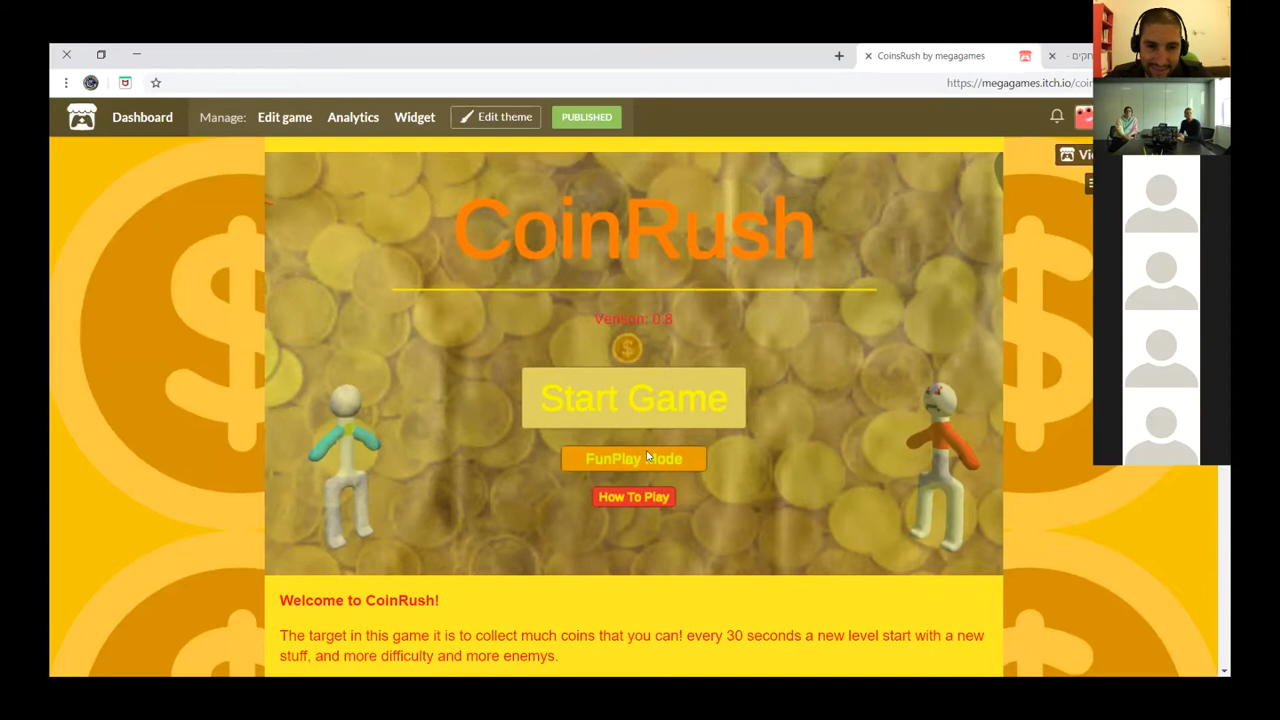 CoinsRush by megagames
חקים -
https://megagames.itch.io/coin
Dashboard
Manage:
Edit game
Analytics
Widget
Edit theme
PUBLISHED
CoinRush
Version: 0.8
Start Game
FunPlay Mode
How To Play
Welcome to CoinRush!
The target in this game it is to collect much coins that you can! every 30 seconds a new level start with a new
stuff, and more difficulty and more enemys.